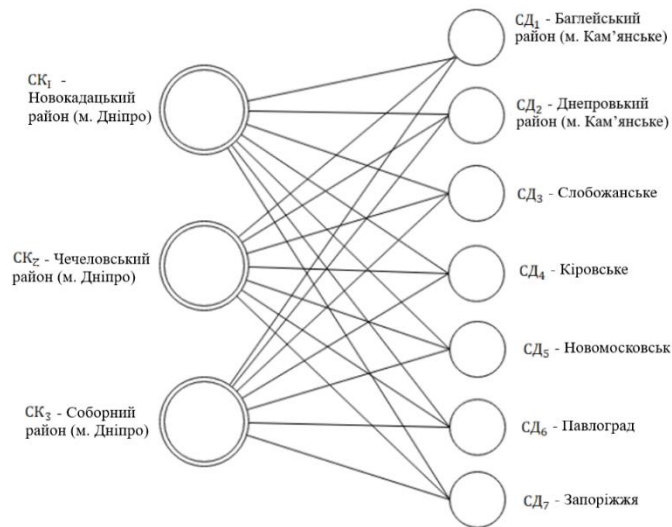 СК₁ -
Новокадацький
район (м. Дніпро)
СК_Z - Чечеловський
район (м. Дніпро)
СК₃ - Соборний
район (м. Дніпро)
СД₁ - Баглейський
район (м. Кам’янське)
СД₂ - Днепровький
район (м. Кам’янське)
СД₃ - Слобожанське
СД₄ - Кіровське
СД₅ - Новомосковськ
СД₆ - Павлоград
СД₇ - Запоріжжя